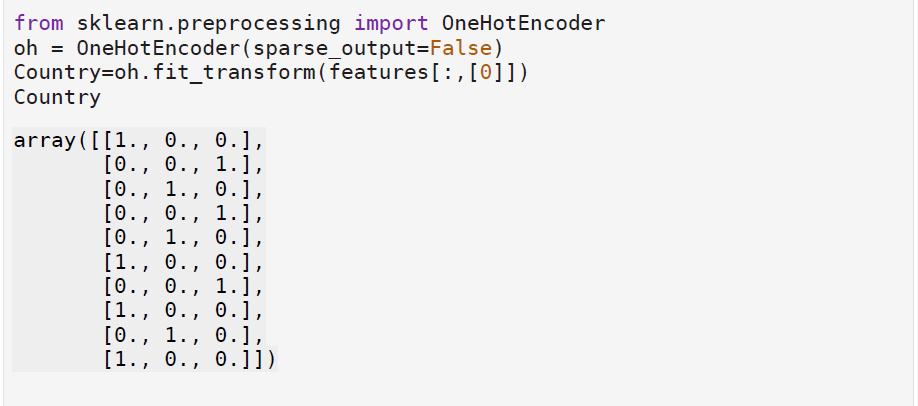 from sklearn.preprocessing import OneHotEncoder
oh = OneHotEncoder(sparse_output=False)
Country=oh.fit_transform(features[:,[0]])
Country
array([[1., 0., 0.],
       [0., 0., 1.],
       [0., 1., 0.],
       [0., 0., 1.],
       [0., 1., 0.],
       [1., 0., 0.],
       [0., 0., 1.],
       [1., 0., 0.],
       [0., 1., 0.],
       [1., 0., 0.]])